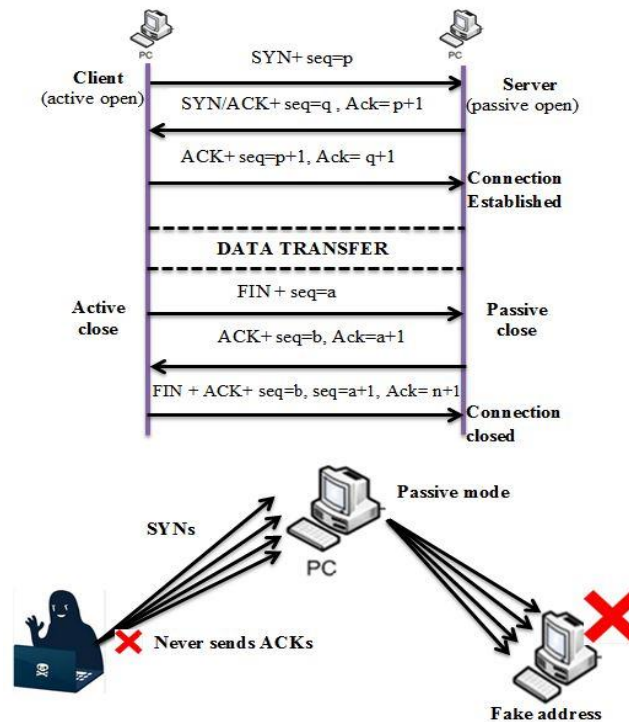 PC
PC
SYN+ seq=p
Client
(active open)
Server
(passive open)
SYN/ACK+ seq=q , Ack= p+1
ACK+ seq=p+1, Ack= q+1
Connection
Established
DATA TRANSFER
FIN + seq=a
Active
close
Passive
close
ACK+ seq=b, Ack=a+1
FIN + ACK+ seq=b, seq=a+1, Ack= n+1
Connection
closed
Passive mode
SYNs
PC
Never sends ACKs
Fake address